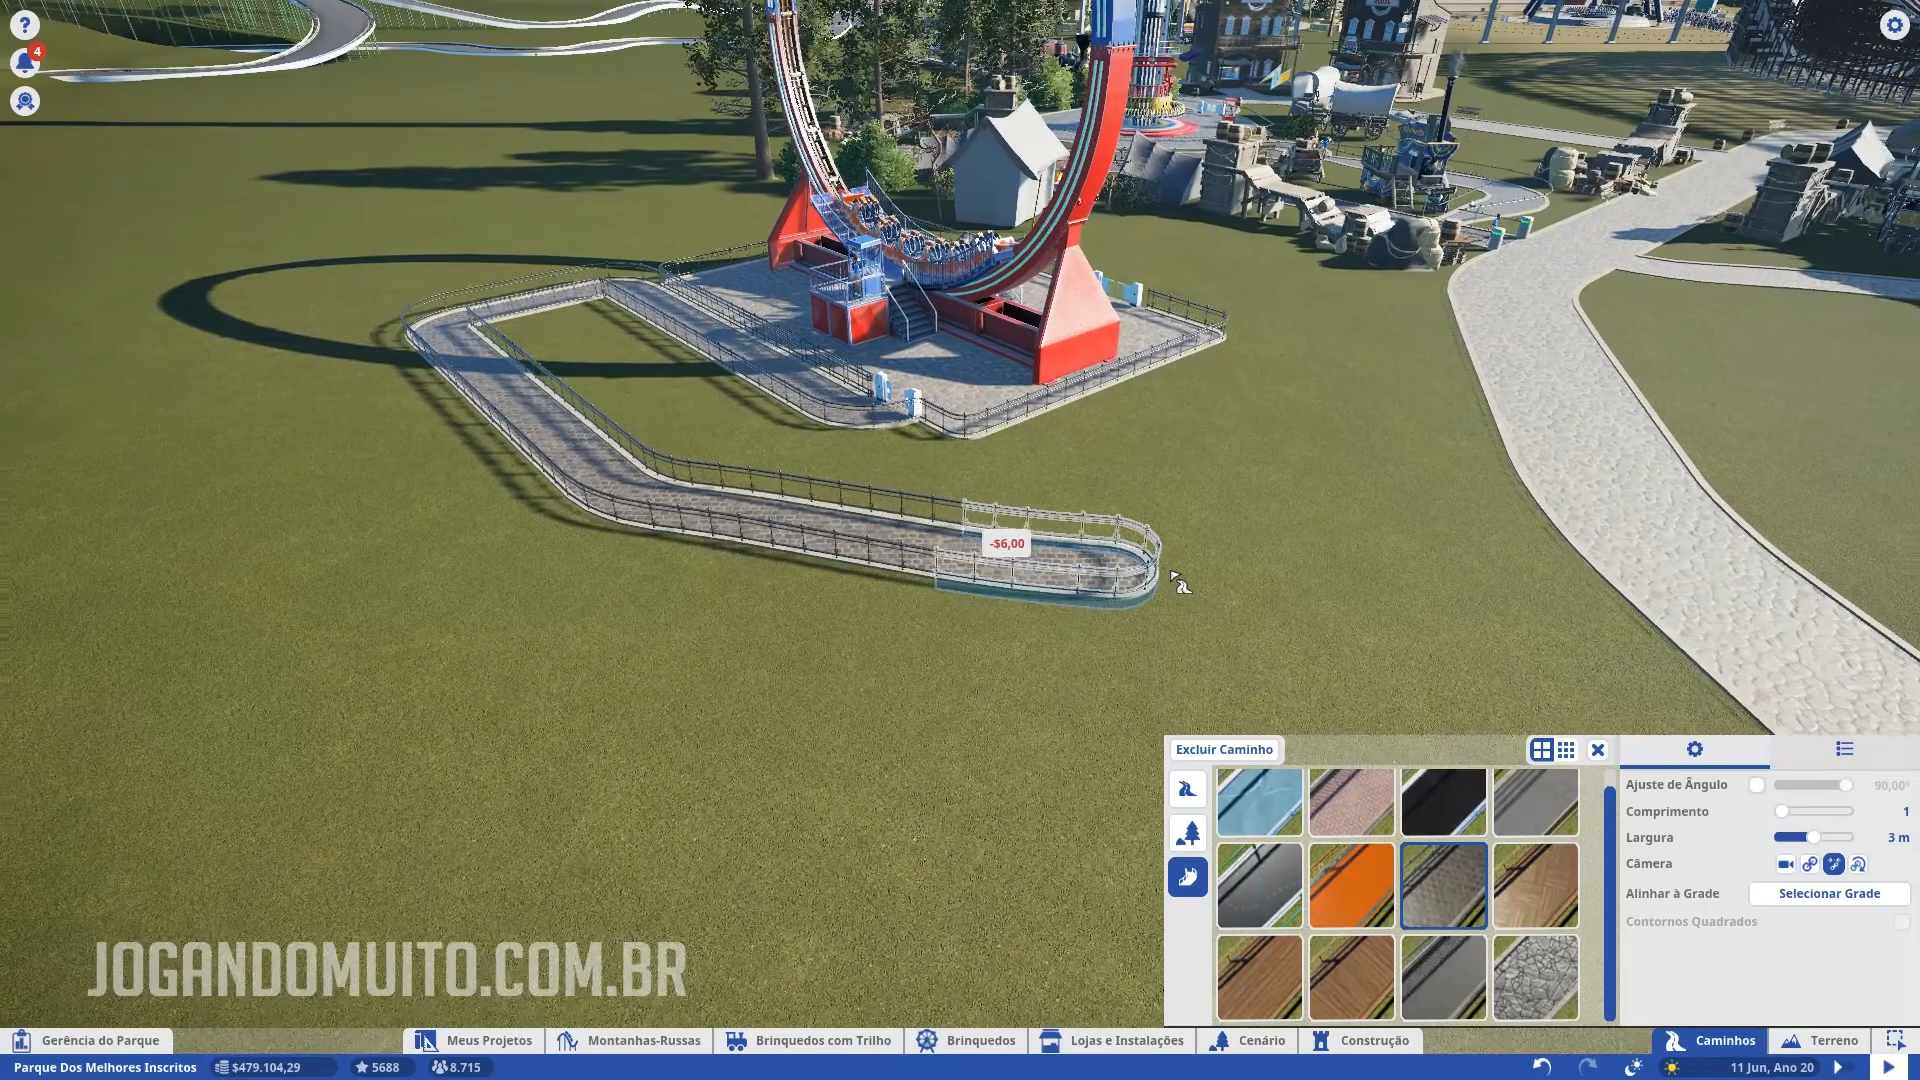 ?
4
-$6,00
Excluir Caminho
Ajuste de Ângulo 90,00°
Comprimento 1
Largura 3 m
Câmera
Alinhar à Grade Selecionar Grade
Contornos Quadrados
JOGANDOMUITO.COM.BR
Gerência do Parque Meus Projetos Montanhas-Russas Brinquedos com Trilho Brinquedos Lojas e Instalações Cenário Construção Caminhos Terreno
Parque Dos Melhores Inscritos $479.104,29 5688 8.715 11 Jun, Ano 20